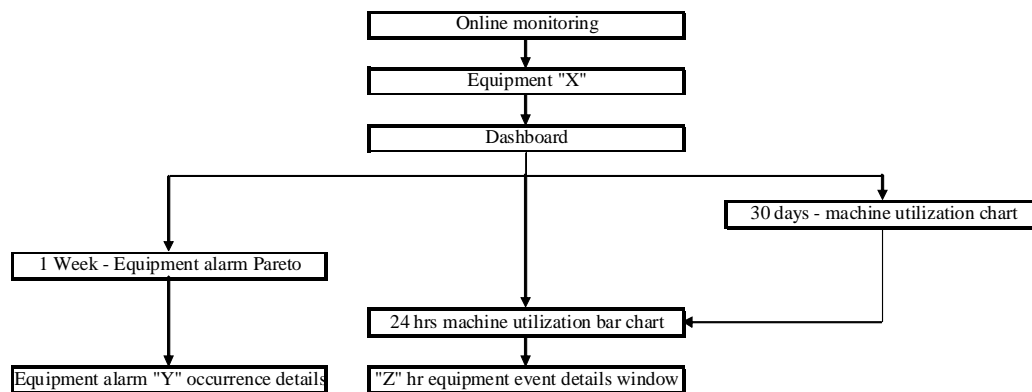 Online monitoring
Equipment "X"
Dashboard
30 days - machine utilization chart
1 Week - Equipment alarm Pareto
24 hrs machine utilization bar chart
Equipment alarm "Y" occurrence details
"Z" hr equipment event details window